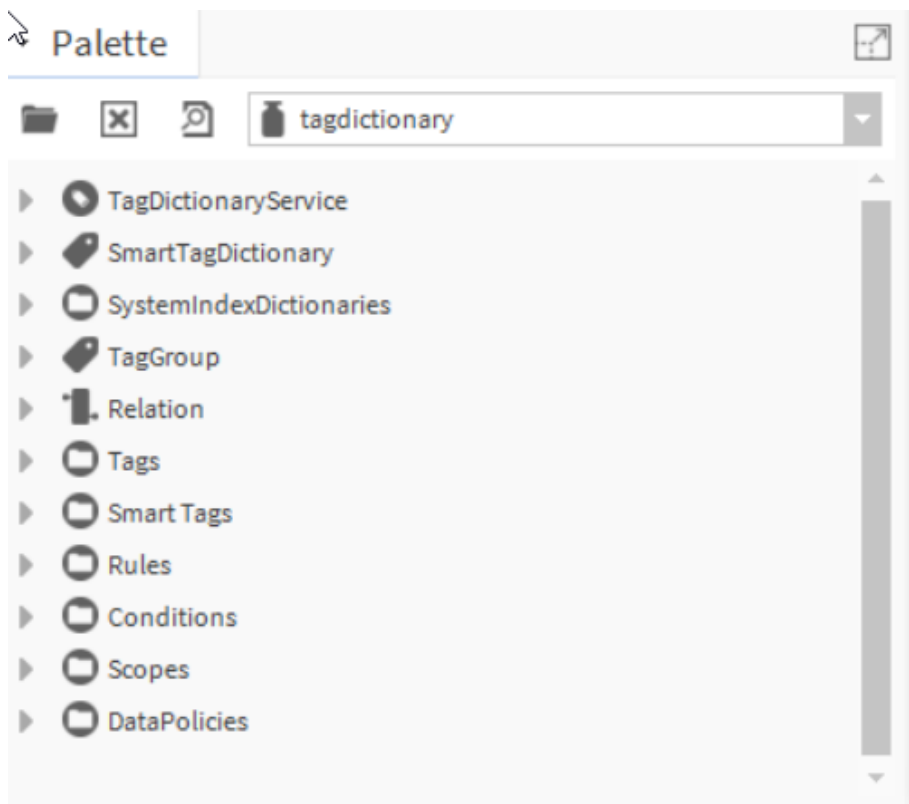 Palette
tagdictionary
TagDictionaryService
SmartTagDictionary
SystemIndexDictionaries
TagGroup
Relation
Tags
Smart Tags
Rules
Conditions
Scopes
DataPolicies